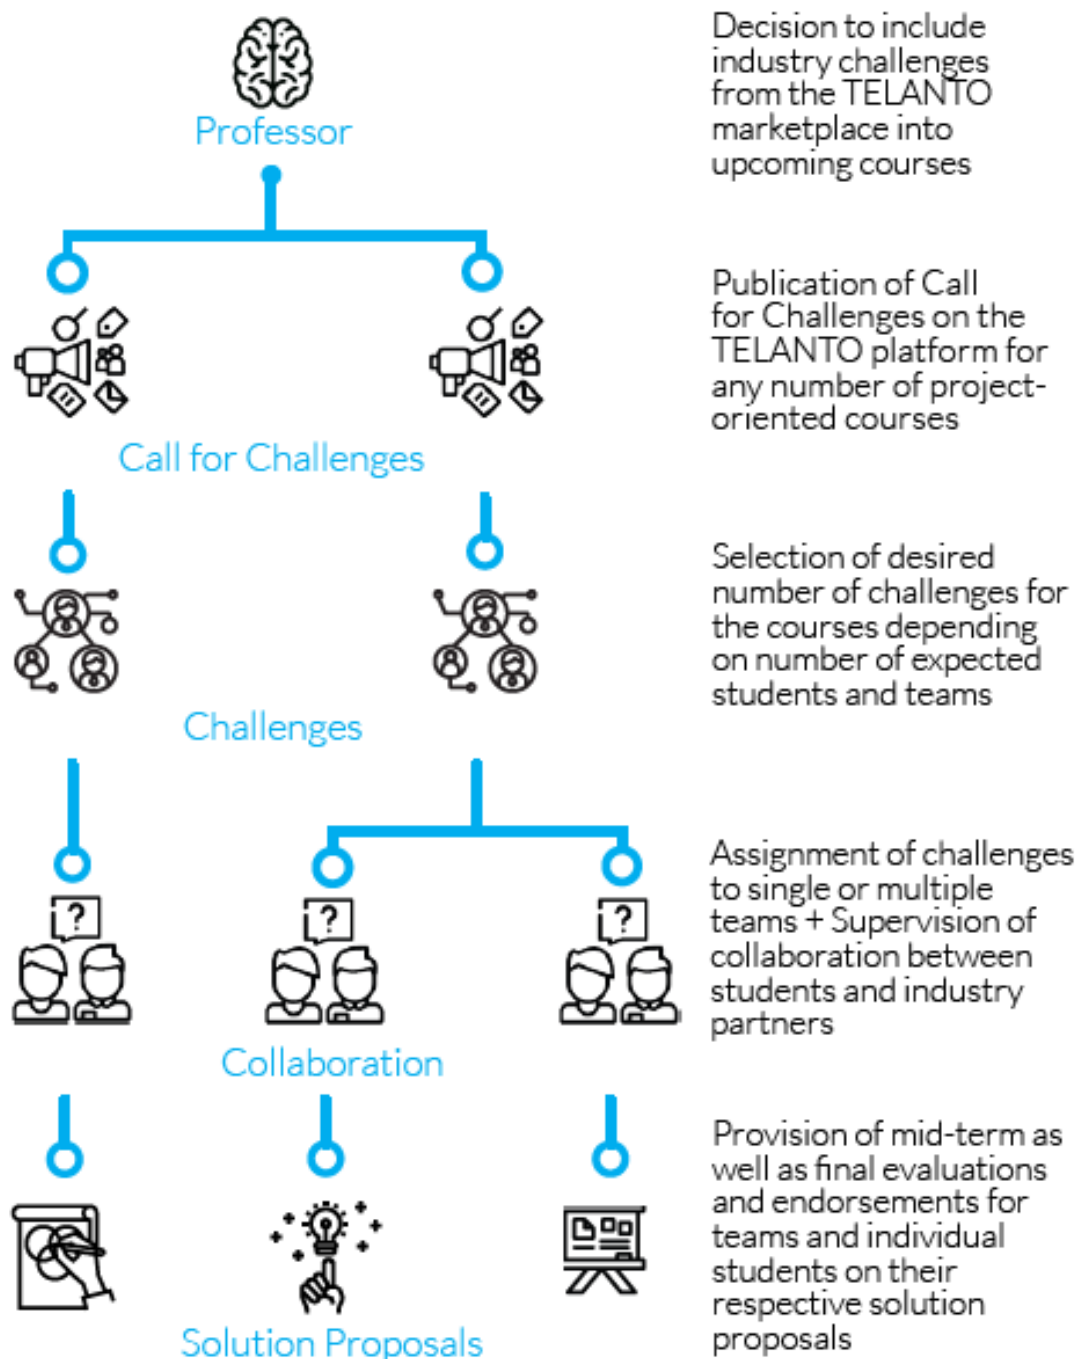 Professor
Decision to include
industry challenges
from the TELANTO
marketplace into
upcoming courses
Call for Challenges
Publication of Call
for Challenges on the
TELANTO platform for
any number of project-
oriented courses
Challenges
Selection of desired
number of challenges for
the courses depending
on number of expected
students and teams
?
?
?
Collaboration
Assignment of challenges
to single or multiple
teams + Supervision of
collaboration between
students and industry
partners
Solution Proposals
Provision of mid-term as
well as final evaluations
and endorsements for
teams and individual
students on their
respective solution
proposals